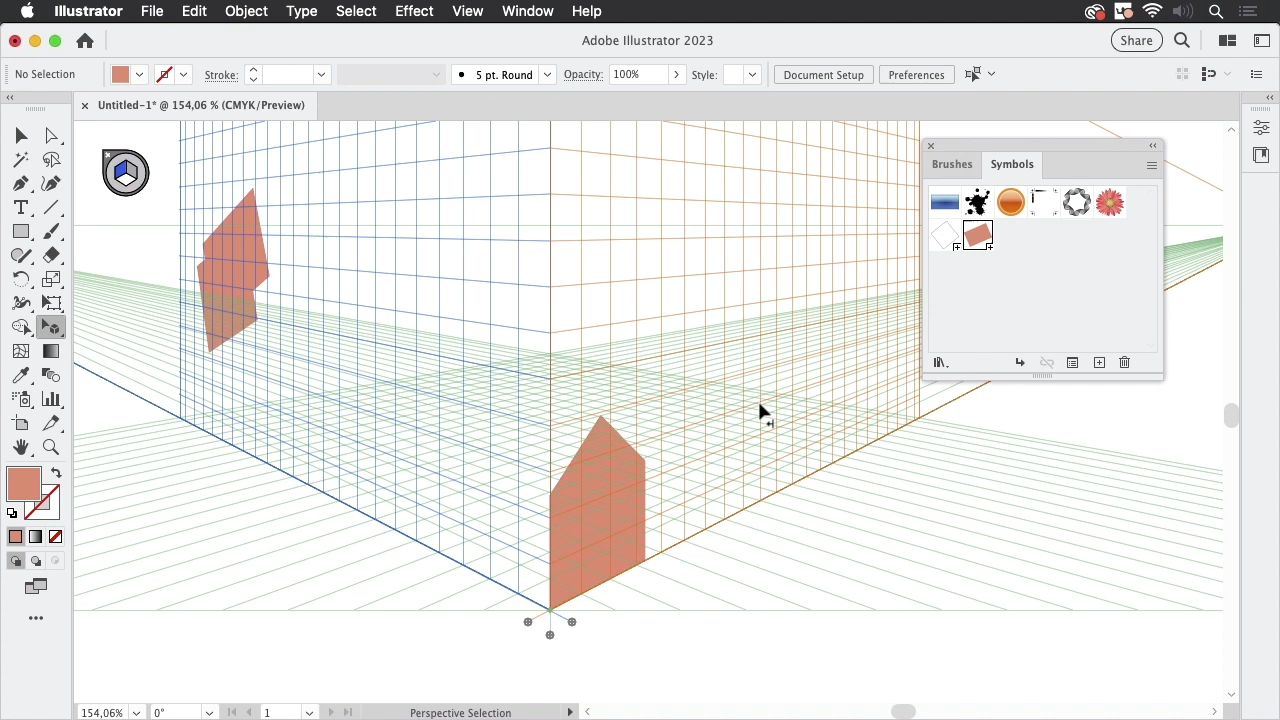 Illustrator File Edit Object Type Select Effect View Window Help
Adobe Illustrator 2023
Share
No Selection
Stroke:
5 pt. Round
Opacity:
100%
Style:
Document Setup
Preferences
Untitled-1* @ 154,06 % (CMYK/Preview)
Brushes
Symbols
154,06%
0°
1
Perspective Selection